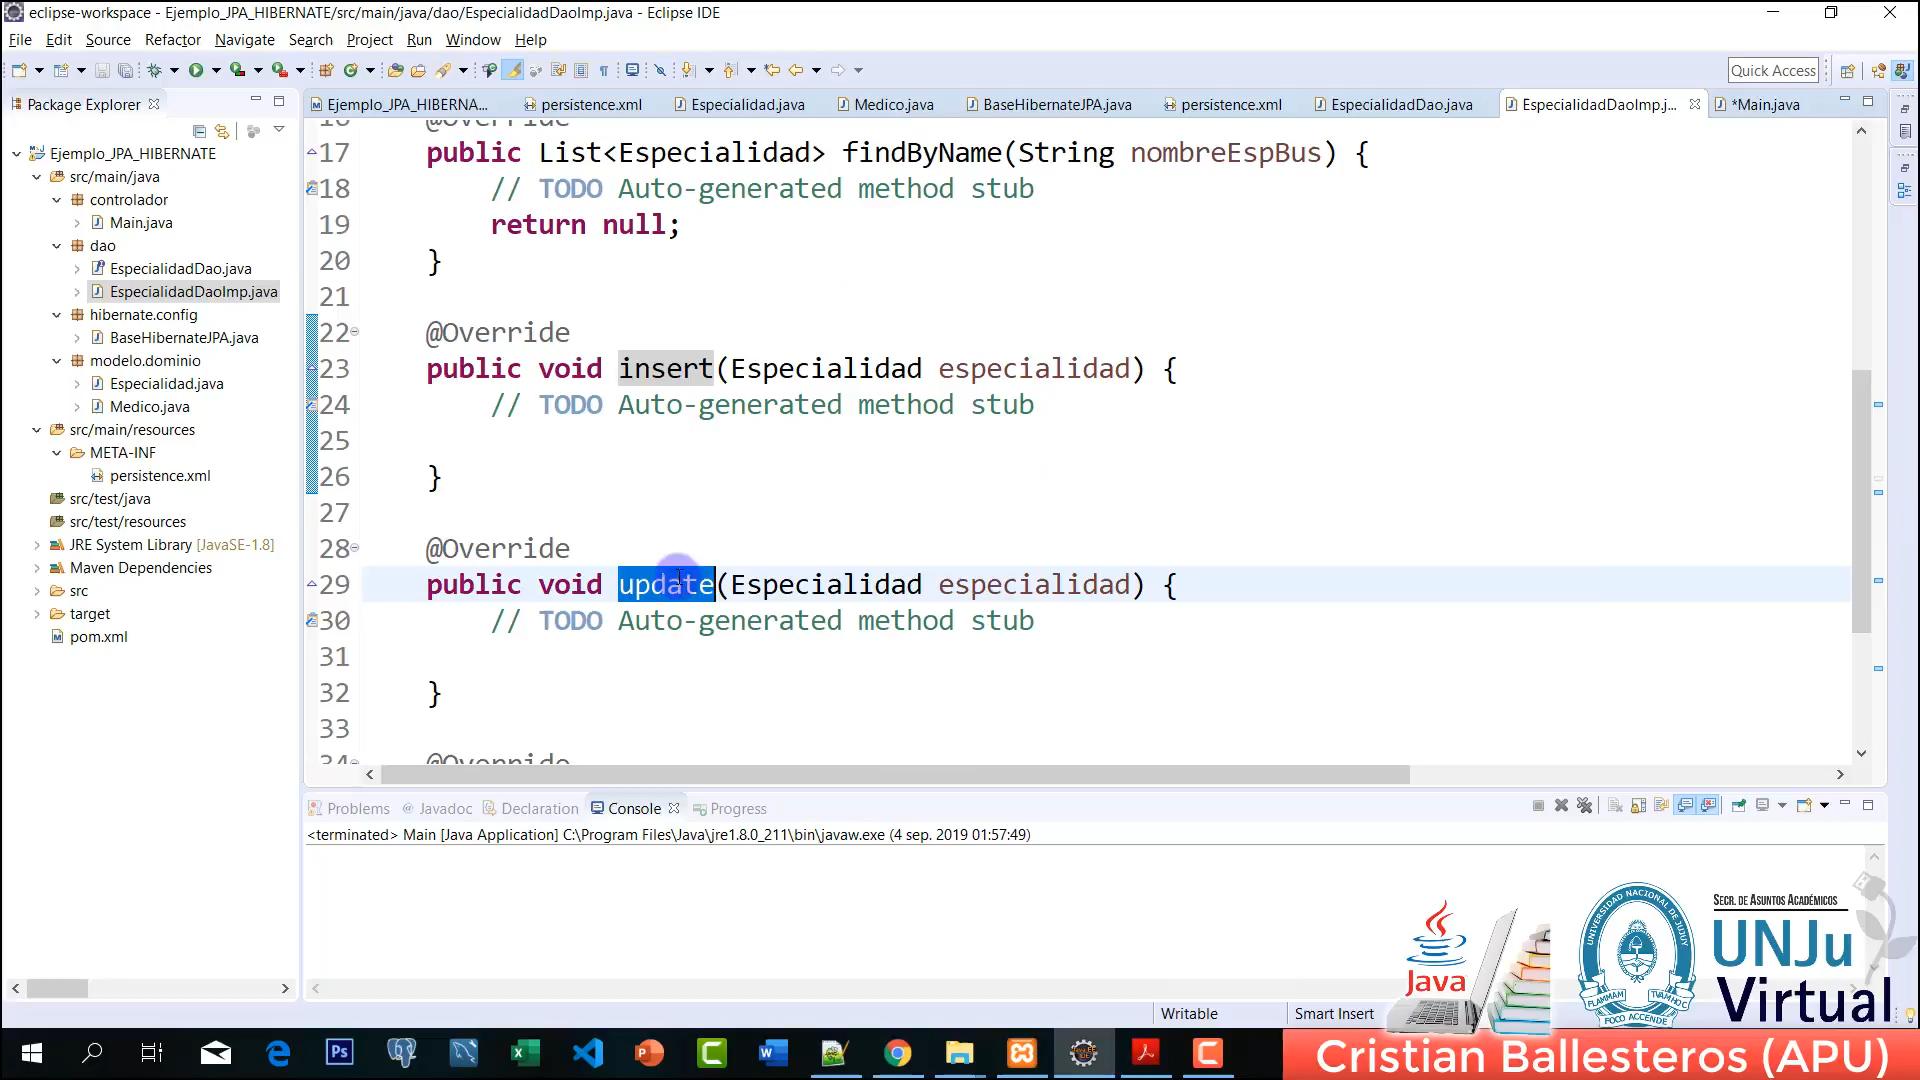 eclipse-workspace - Ejemplo_JPA_HIBERNATE/src/main/java/dao/EspecialidadDaoImp.java - Eclipse IDE
File Edit Source Refactor Navigate Search Project Run Window Help
Quick Access
Package Explorer
Ejemplo_JPA_HIBERNATE
src/main/java
controlador
Main.java
dao
EspecialidadDao.java
EspecialidadDaoImp.java
hibernate.config
BaseHibernateJPA.java
modelo.dominio
Especialidad.java
Medico.java
src/main/resources
META-INF
persistence.xml
src/test/java
src/test/resources
JRE System Library [JavaSE-1.8]
Maven Dependencies
src
target
pom.xml
Ejemplo_JPA_HIBERNA... persistence.xml Especialidad.java Medico.java BaseHibernateJPA.java persistence.xml EspecialidadDao.java EspecialidadDaoImp.j... *Main.java
16 @Override
17 public List<Especialidad> findByName(String nombreEspBus) {
18 // TODO Auto-generated method stub
19 return null;
20 }
21
22 @Override
23 public void insert(Especialidad especialidad) {
24 // TODO Auto-generated method stub
25
26 }
27
28 @Override
29 public void update(Especialidad especialidad) {
30 // TODO Auto-generated method stub
31
32 }
33
34 @Override
Problems @ Javadoc Declaration Console Progress
<terminated> Main [Java Application] C:\Program Files\Java\jre1.8.0_211\bin\javaw.exe (4 sep. 2019 01:57:49)
Writable Smart Insert
Java
UNIVERSIDAD NACIONAL DE JUJUY
FLAMMAM TVAM HOC
FOCO ACCENDE
SECR. DE ASUNTOS ACADÉMICOS
UNJu
Virtual
Cristian Ballesteros (APU)